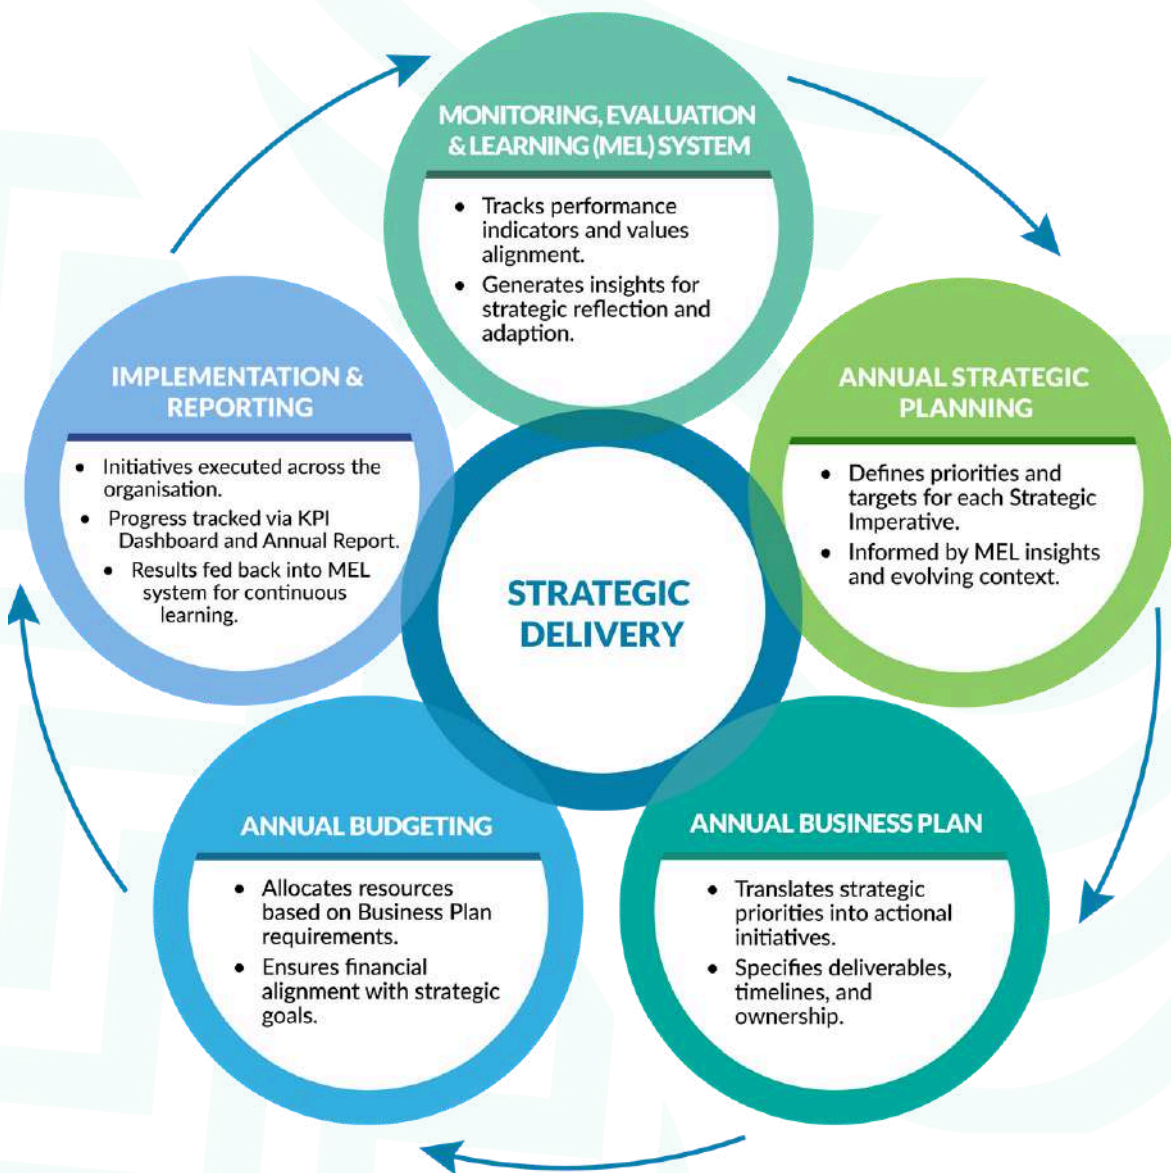 MONITORING, EVALUATION
& LEARNING (MEL) SYSTEM
• Tracks performance
indicators and values
alignment.
• Generates insights for
strategic reflection and
adaption.
ANNUAL STRATEGIC
PLANNING
• Defines priorities and
targets for each Strategic
Imperative.
• Informed by MEL insights
and evolving context.
ANNUAL BUSINESS PLAN
• Translates strategic
priorities into actional
initiatives.
• Specifies deliverables,
timelines, and
ownership.
ANNUAL BUDGETING
• Allocates resources
based on Business Plan
requirements.
• Ensures financial
alignment with strategic
goals.
IMPLEMENTATION &
REPORTING
• Initiatives executed across the
organisation.
• Progress tracked via KPI
Dashboard and Annual Report.
• Results fed back into MEL
system for continuous
learning.
STRATEGIC
DELIVERY